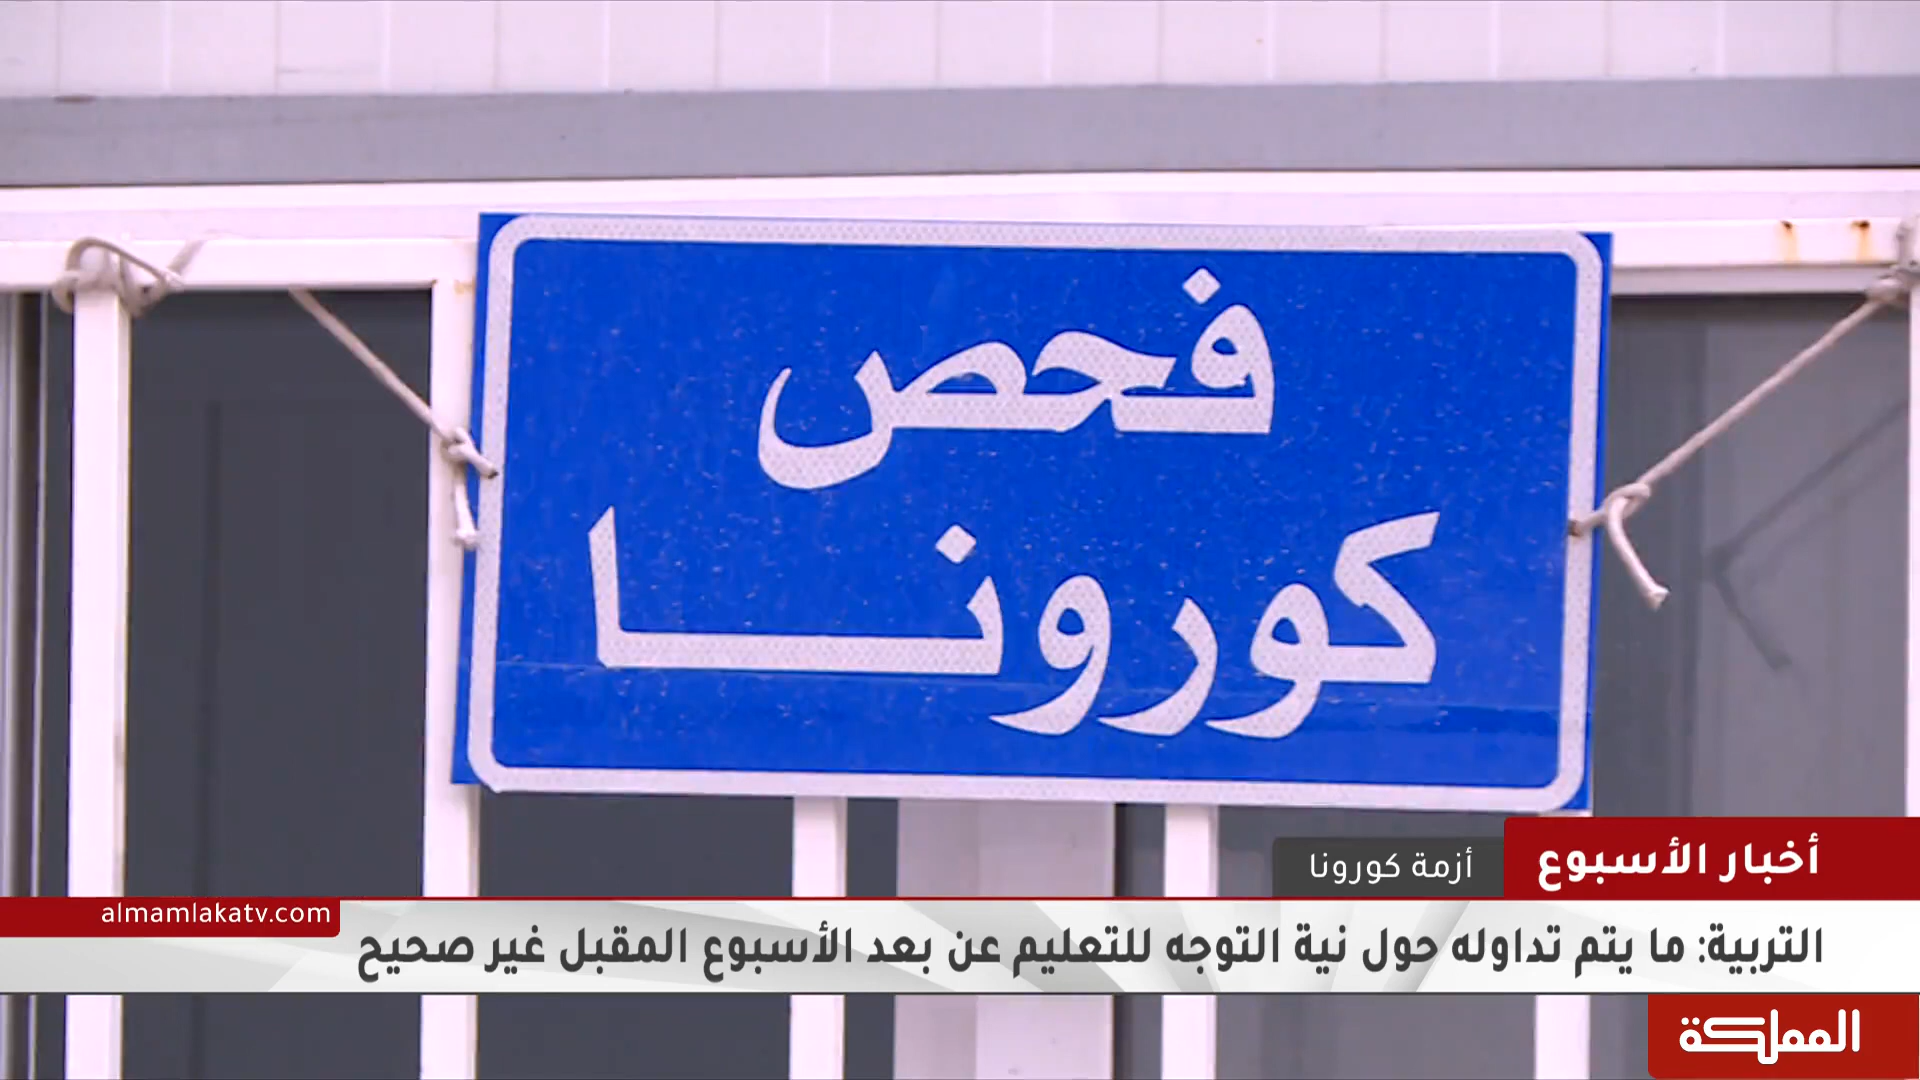 فحص
كورونا
أخبار الأسبوع
أزمة كورونا
almamlakatv.com
التربية: ما يتم تداوله حول نية التوجه للتعليم عن بعد الأسبوع المقبل غير صحيح
المملكة